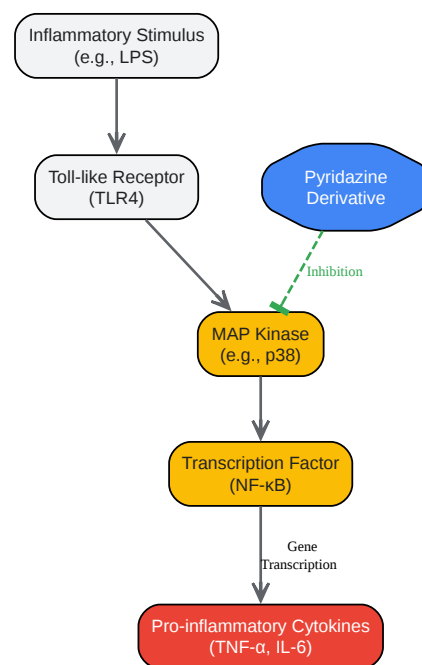 Inflammatory Stimulus
(e.g., LPS)
Toll-like Receptor
(TLR4)
Pyridazine
Derivative
Inhibition
MAP Kinase
(e.g., p38)
Transcription Factor
(NF-κB)
Gene
Transcription
Pro-inflammatory Cytokines
(TNF-α, IL-6)